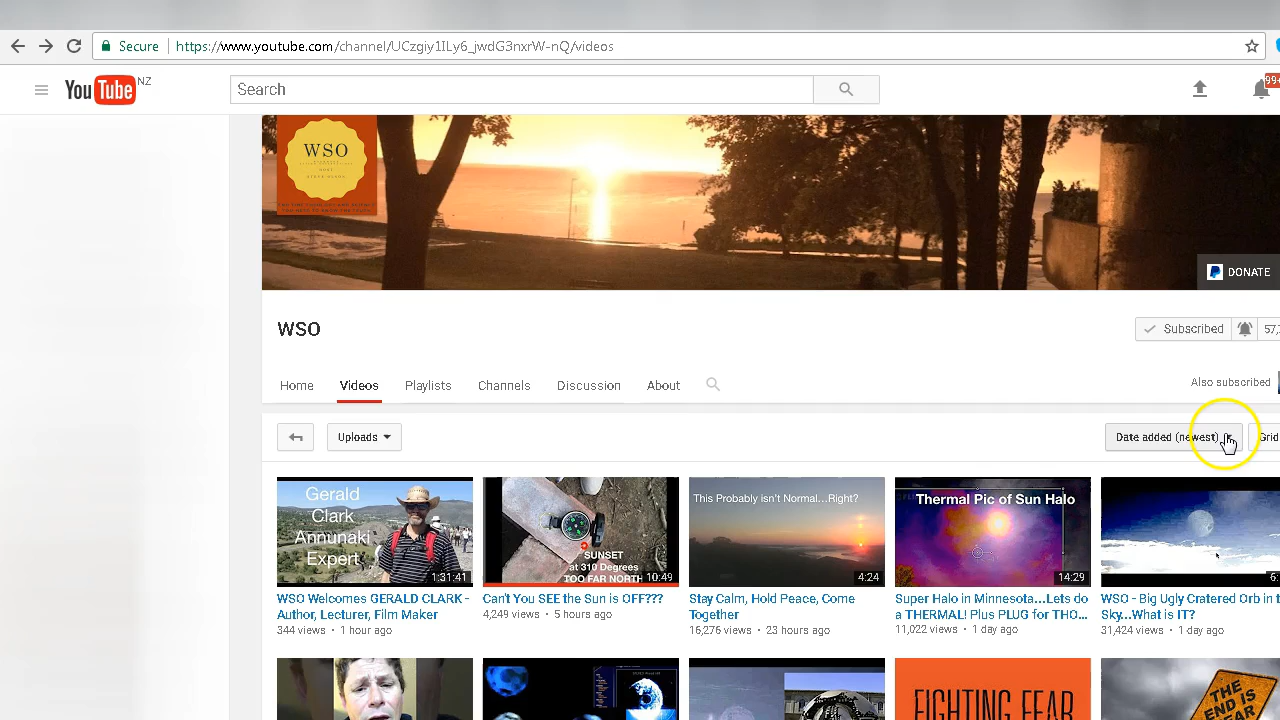 Secure https://www.youtube.com/channel/UCzgiy1ILy6_jwdG3nxrW-nQ/videos
YouTube NZ
Search
99+
WSO
DONATE
WSO
Subscribed 57,
Home Videos Playlists Channels Discussion About
Also subscribed
Uploads
Date added (newest)
Grid
Gerald
Clark
Annunaki
Expert
1:31:41
SUNSET
at 310 Degrees
TOO FAR NORTH
10:49
This Probably isn't Normal...Right?
4:24
Thermal Pic of Sun Halo
14:29
6:
WSO Welcomes GERALD CLARK -
Author, Lecturer, Film Maker
344 views • 1 hour ago
Can't You SEE the Sun is OFF???
4,249 views • 5 hours ago
Stay Calm, Hold Peace, Come
Together
16,276 views • 23 hours ago
Super Halo in Minnesota...Lets do
a THERMAL! Plus PLUG for THO...
11,022 views • 1 day ago
WSO - Big Ugly Cratered Orb in t
Sky...What is IT?
31,424 views • 1 day ago
FIGHTING FEAR
THE
END IS